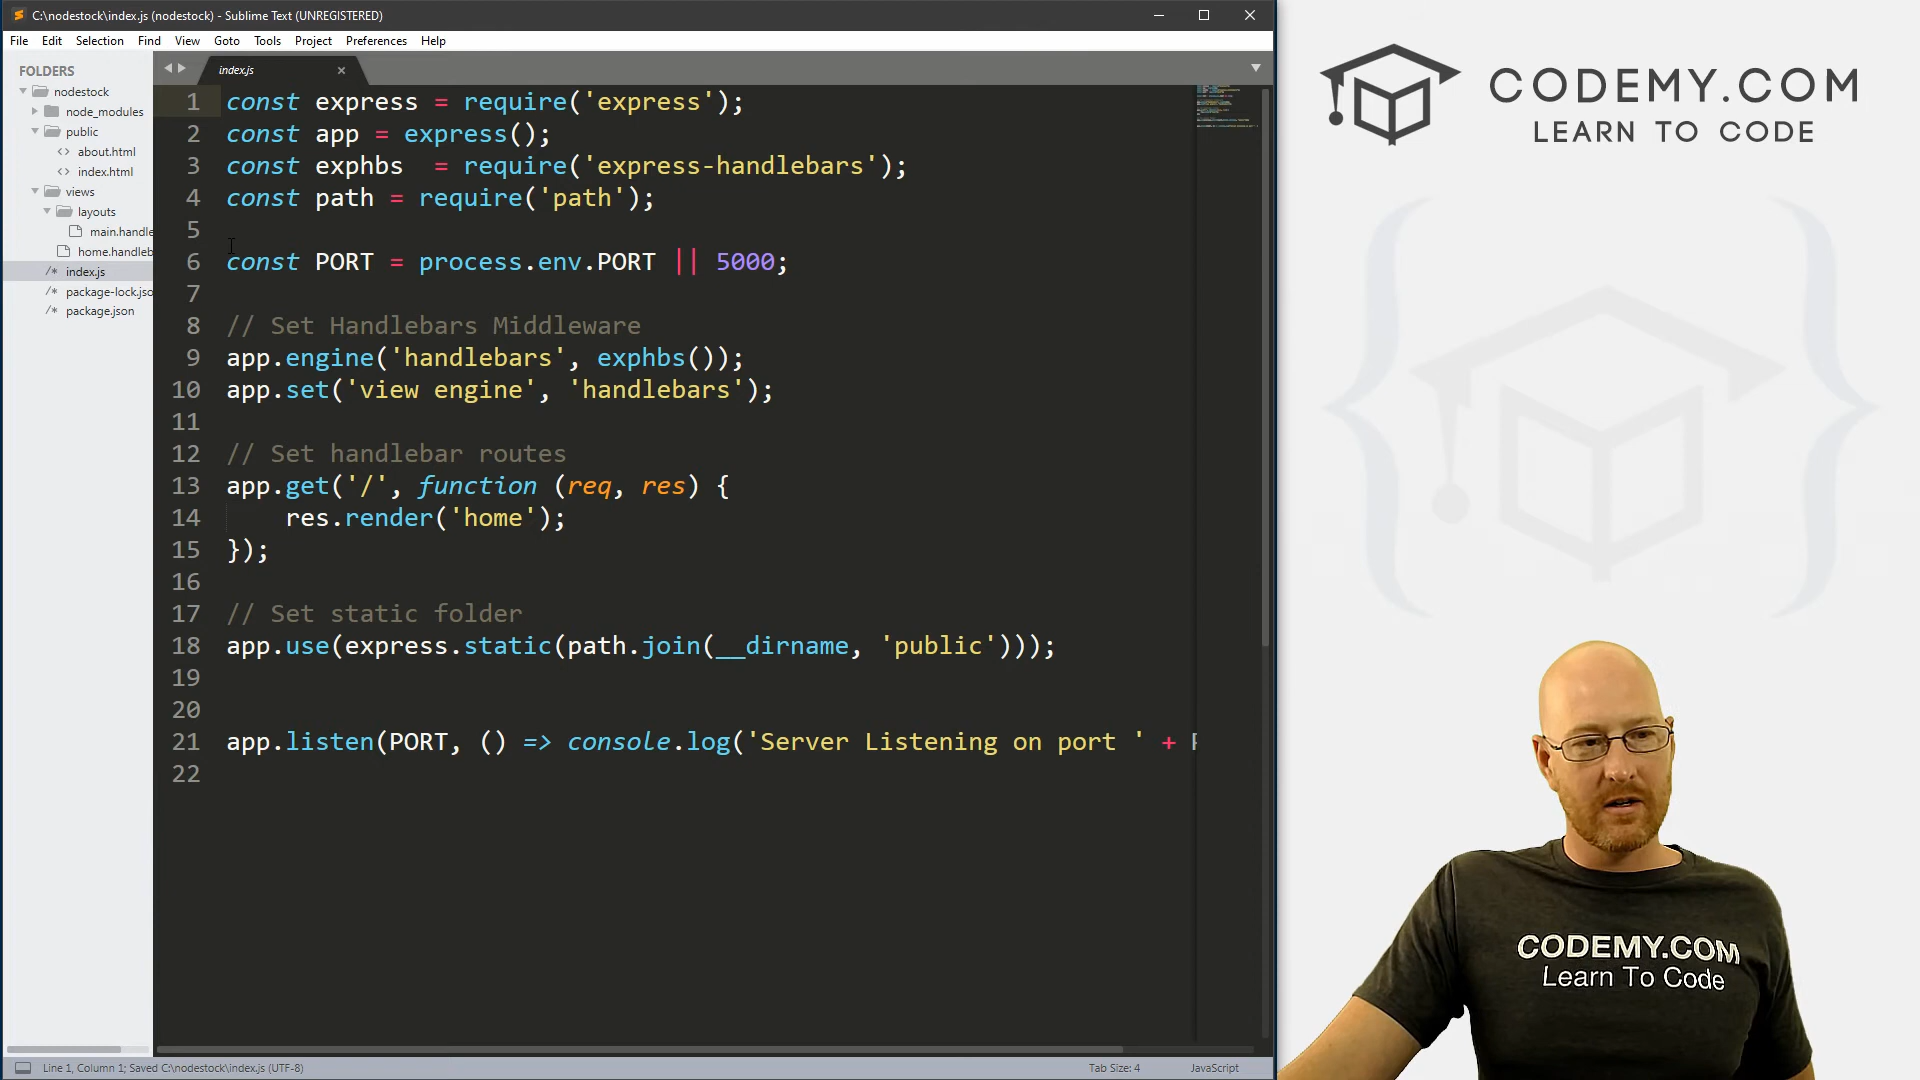 C:\nodestock\index.js (nodestock) - Sublime Text (UNREGISTERED)
File Edit Selection Find View Goto Tools Project Preferences Help
FOLDERS
nodestock
node_modules
public
about.html
index.html
views
layouts
main.handle
home.handleb
index.js
package-lock.jso
package.json
index.js
1 const express = require('express');
2 const app = express();
3 const exphbs  = require('express-handlebars');
4 const path = require('path');
5
6 const PORT = process.env.PORT || 5000;
7
8 // Set Handlebars Middleware
9 app.engine('handlebars', exphbs());
10 app.set('view engine', 'handlebars');
11
12 // Set handlebar routes
13 app.get('/', function (req, res) {
14     res.render('home');
15 });
16
17 // Set static folder
18 app.use(express.static(path.join(__dirname, 'public')));
19
20
21 app.listen(PORT, () => console.log('Server Listening on port ' +
22
Line 1, Column 1; Saved C:\nodestock\index.js (UTF-8)
Tab Size: 4
JavaScript
CODEMY.COM
LEARN TO CODE
CODEMY.COM
Learn To Code